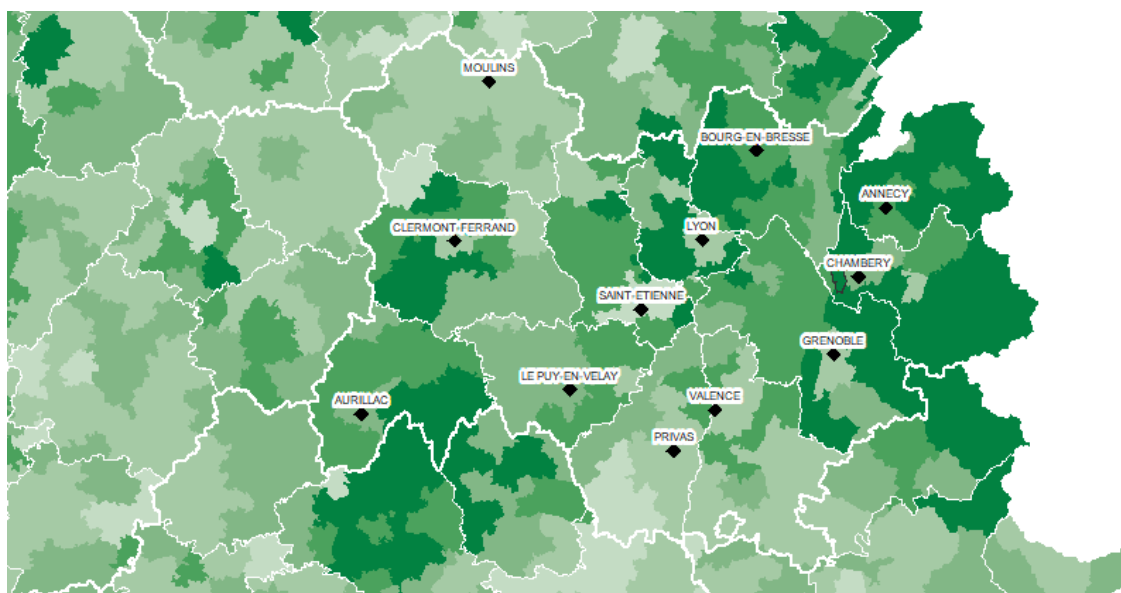 MOULINS
BOURG-EN-BRESSE
ANNECY
CLERMONT-FERRAND
LYON
CHAMBERY
SAINT-ETIENNE
GRENOBLE
LE PUY-EN-VELAY
AURILLAC
VALENCE
PRIVAS